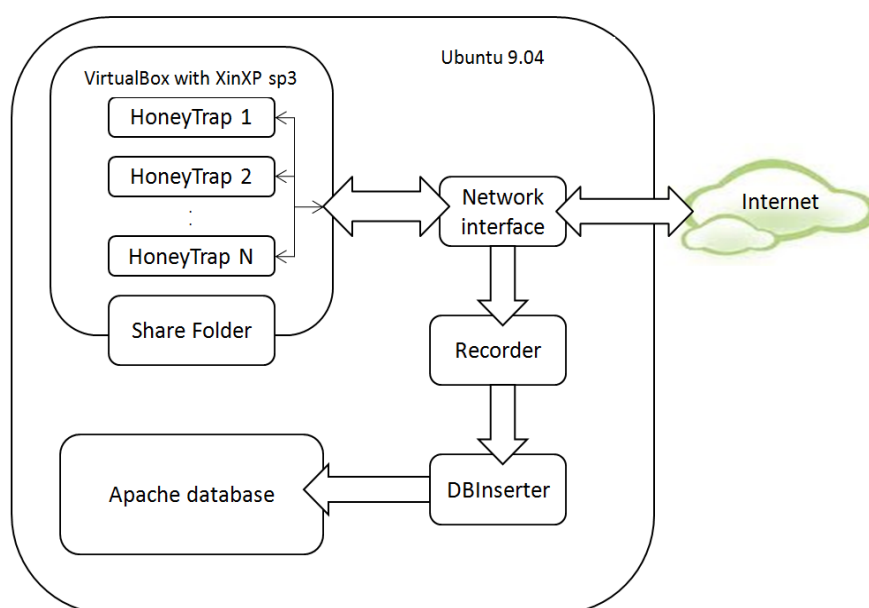 Ubuntu 9.04
VirtualBox with XinXP sp3
HoneyTrap 1
HoneyTrap 2
:
HoneyTrap N
Share Folder
Network
interface
Internet
Recorder
DBInserter
Apache database